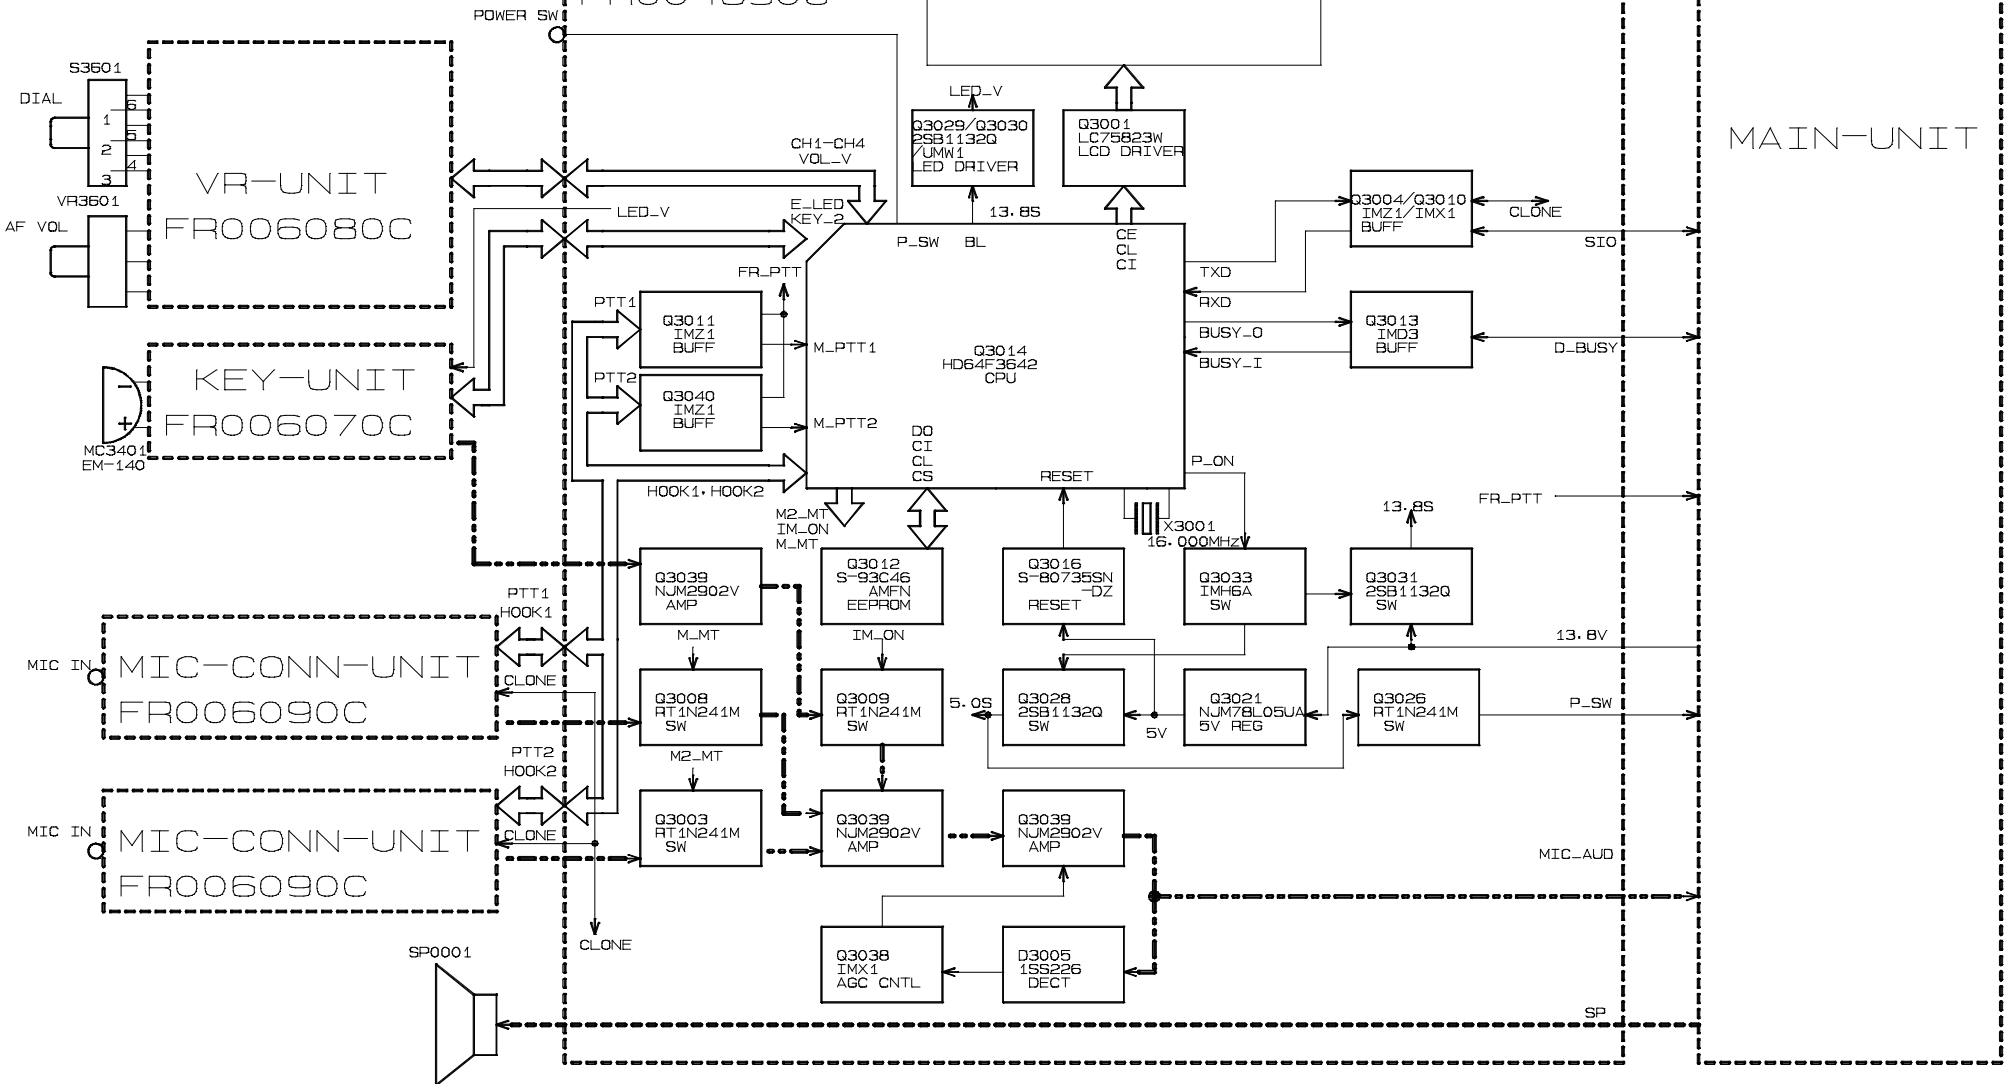 POWER SW
S3601
DIAL
6
1
5
2
4
3
VR-UNIT
FR006080C
VR3601
AF VOL
LED_V
KEY-UNIT
FR006070C
MC3401
EM-140
CH1-CH4
VOL_V
E_LED
KEY_2
LED_V
Q3029/Q3030
2SB1132Q
/UMW1
LED DRIVER
Q3001
LC75823W
LCD DRIVER
13.8S
P_SW
BL
CE
CL
CI
MAIN-UNIT
Q3004/Q3010
IMZ1/IMX1
BUFF
CLONE
SIO
TXD
RXD
FR_PTT
PTT1
Q3011
IMZ1
BUFF
M_PTT1
PTT2
Q3040
IMZ1
BUFF
M_PTT2
Q3014
HD64F3642
CPU
BUSY_O
BUSY_I
Q3013
IMD3
BUFF
D_BUSY
DO
CI
CL
CS
RESET
P_ON
HOOK1,HOOK2
M2_MT
IM_ON
M_MT
X3001
16.000MHz
13.8S
FR_PTT
Q3039
NJM2902V
AMP
Q3012
S-93C46
AMFN
EEPROM
Q3016
S-80735SN
-DZ
RESET
Q3033
IMH6A
SW
Q3031
2SB1132Q
SW
13.8V
PTT1
HOOK1
MIC IN
MIC-CONN-UNIT
FR006090C
CLONE
M_MT
Q3008
RT1N241M
SW
IM_ON
Q3009
RT1N241M
SW
5.0S
Q3028
2SB1132Q
SW
5V
Q3021
NJM78L05UA
5V REG
Q3026
RT1N241M
SW
P_SW
PTT2
HOOK2
MIC IN
MIC-CONN-UNIT
FR006090C
CLONE
M2_MT
Q3003
RT1N241M
SW
Q3039
NJM2902V
AMP
Q3039
NJM2902V
AMP
MIC_AUD
CLONE
SP0001
Q3038
IMX1
AGC CNTL
D3005
1SS226
DECT
SP